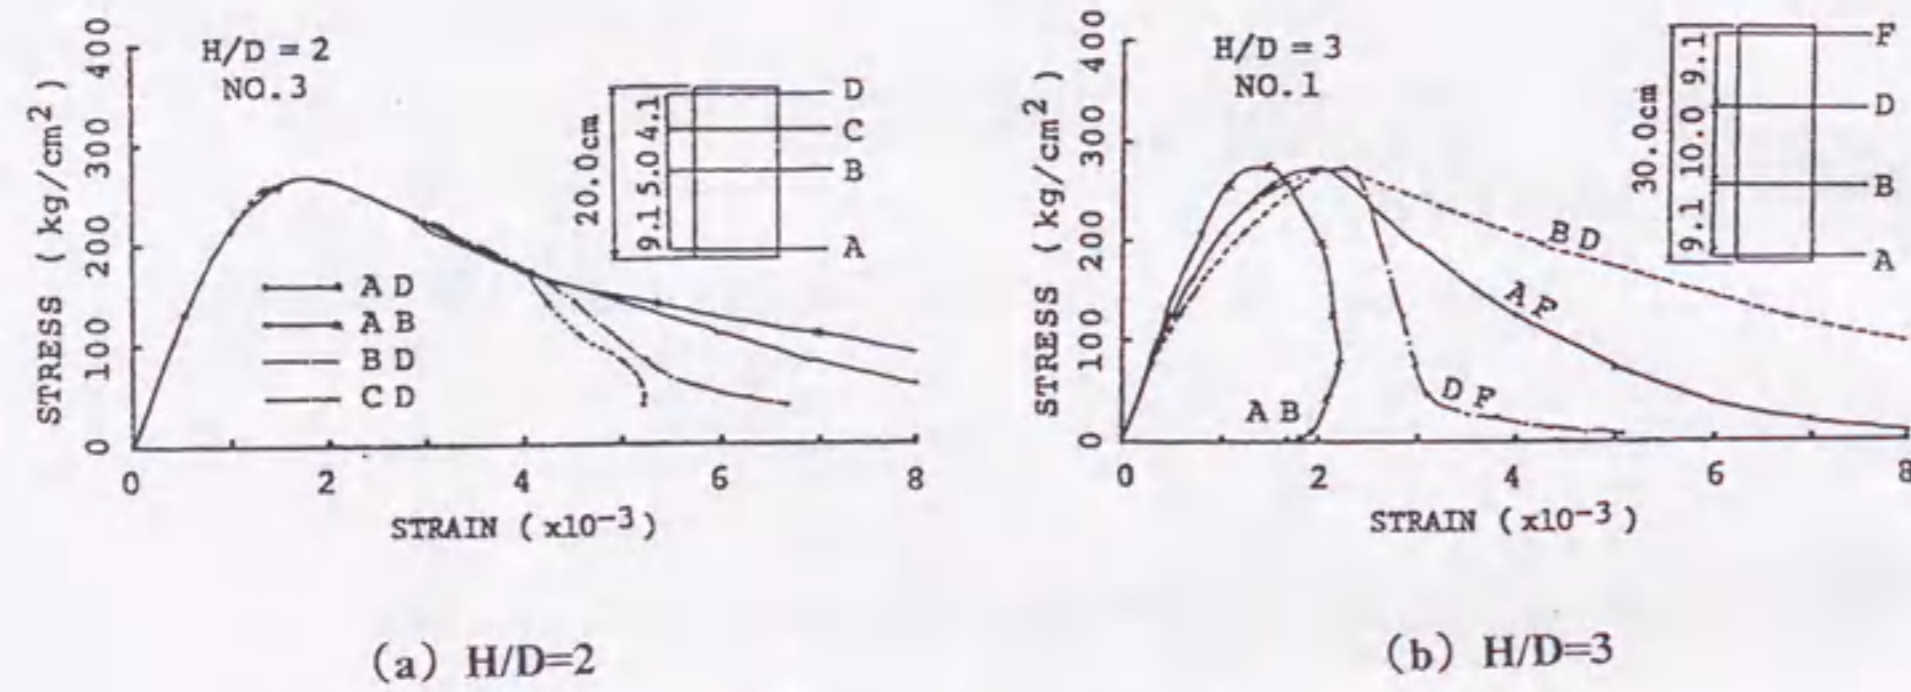 H/D = 2
NO.3
STRESS ( kg/cm2 )
400
300
200
100
0
A D
A B
B D
C D
20.0cm
9.1 5.0 4.1
D
C
B
A
0 2 4 6 8
STRAIN ( x10-3 )
(a) H/D=2
H/D = 3
NO.1
STRESS ( kg/cm2 )
400
300
200
100
0
A B
B D
A F
D F
30.0cm
9.1 10.0 9.1
F
D
B
A
0 2 4 6 8
STRAIN ( x10-3 )
(b) H/D=3